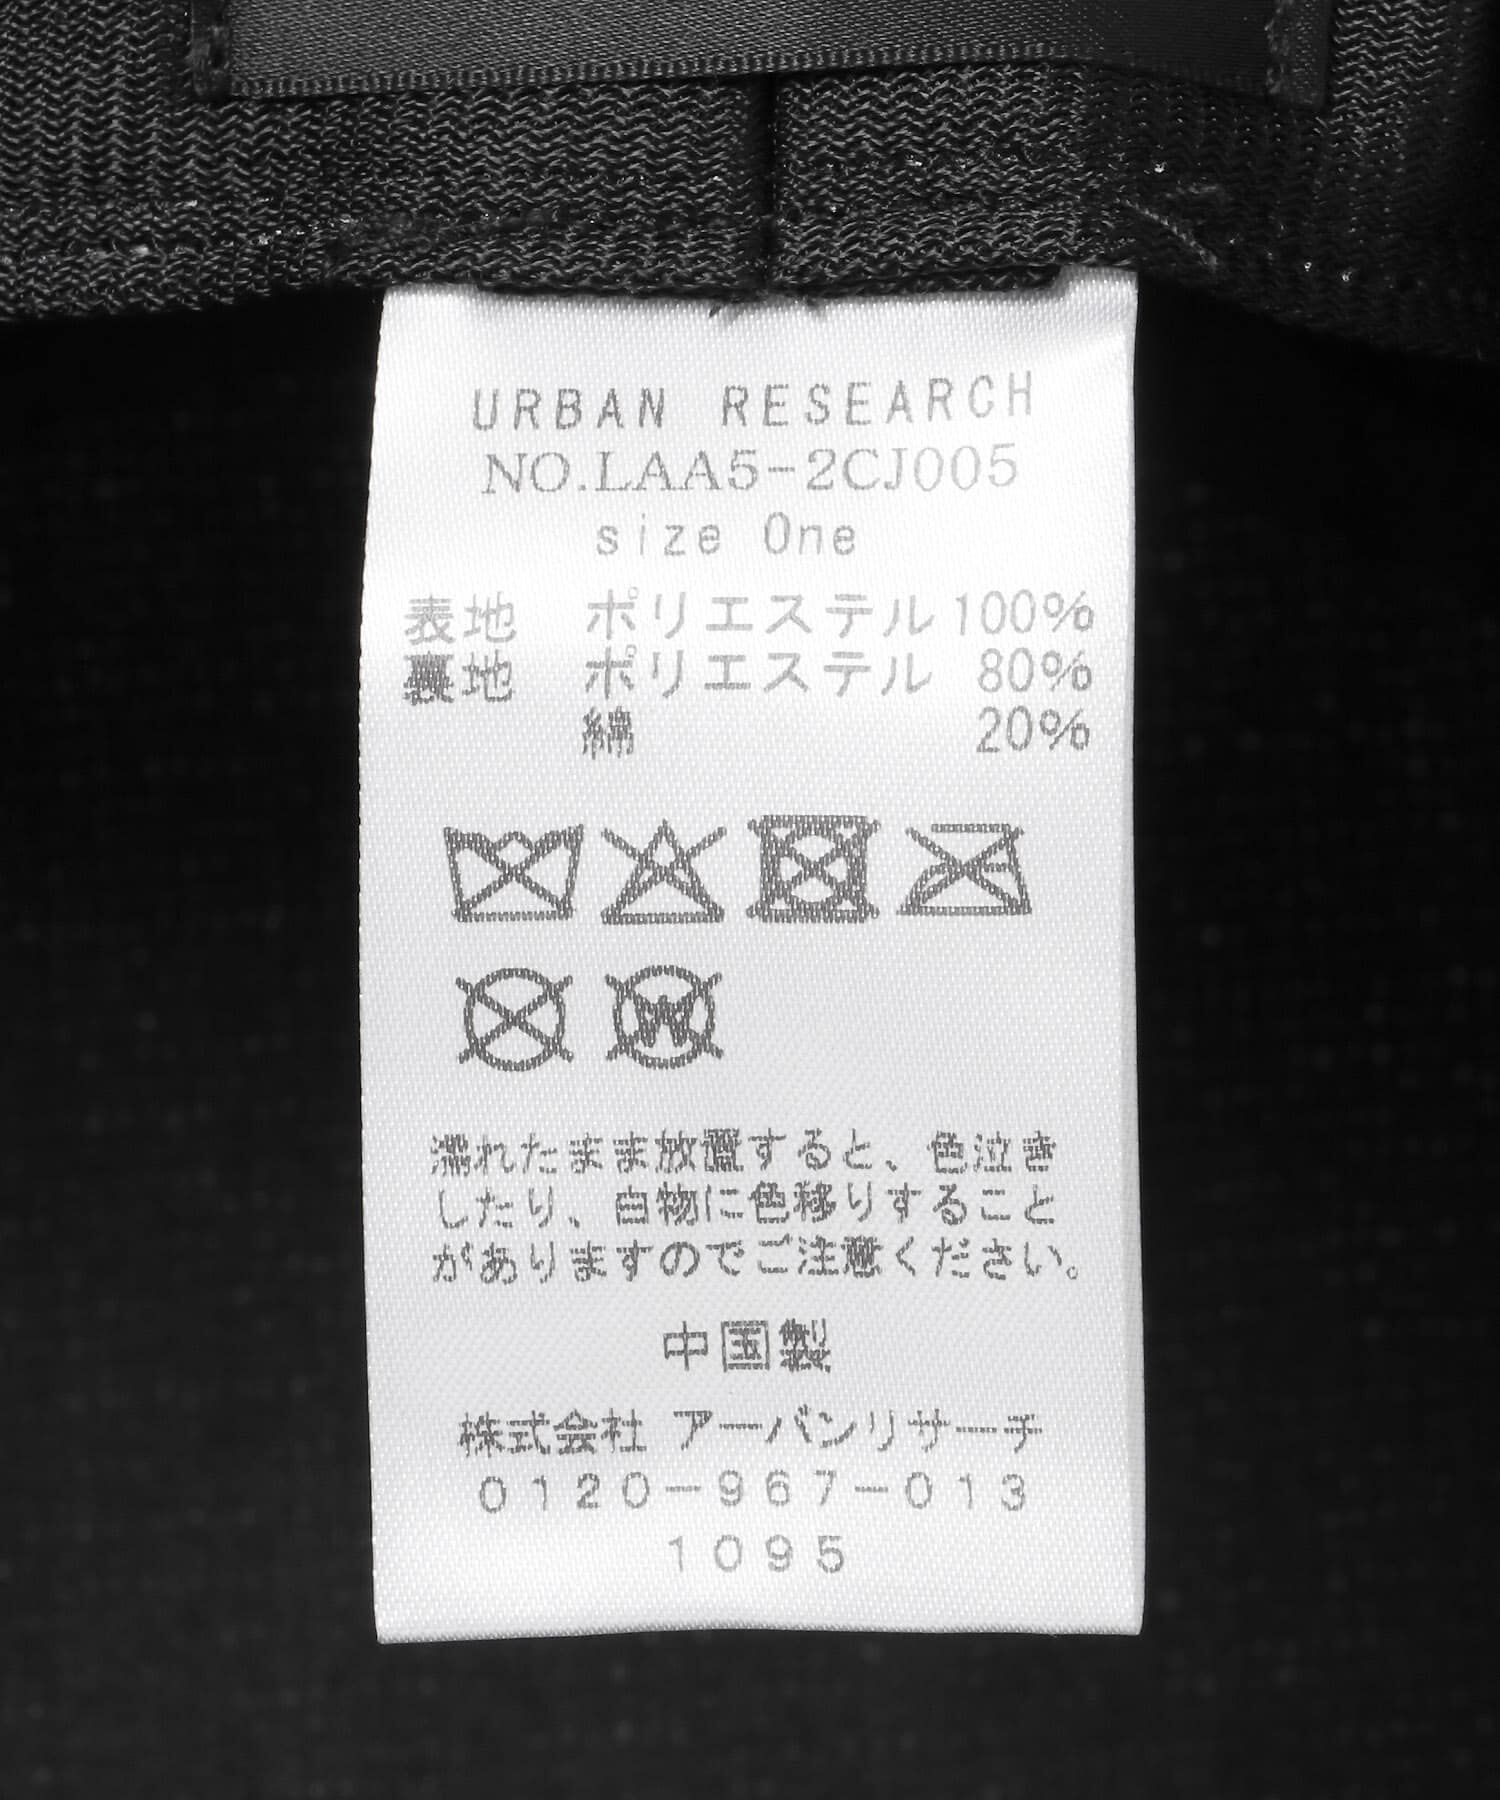 URBAN RESEARCH
NO.LAA5-2CJ005
size One
表地 ポリエステル 100%
裏地 ポリエステル 80%
綿 20%
W
濡れたまま放置すると、色泣き
したり、白物に色移りすること
がありますのでご注意ください。
中国製
株式会社 アーバンリサーチ
0120-967-013
1095